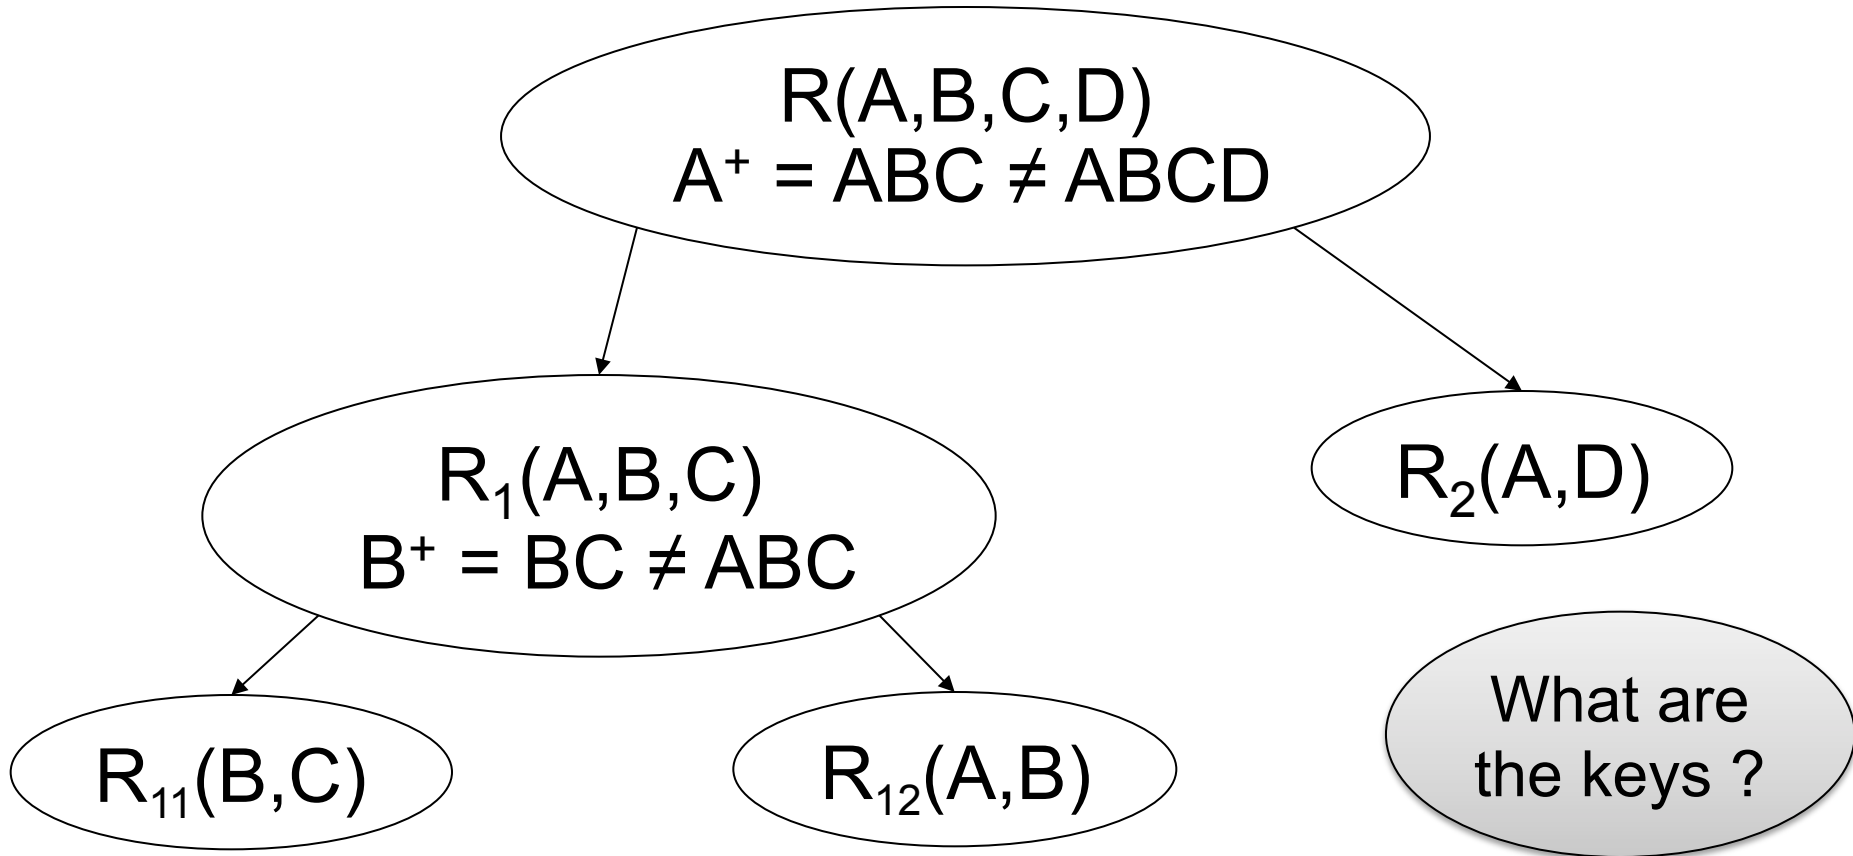 R(A,B,C,D)
A⁺ = ABC ≠ ABCD
R₁(A,B,C)
B⁺ = BC ≠ ABC
R₂(A,D)
R₁₁(B,C)
R₁₂(A,B)
What are
the keys ?